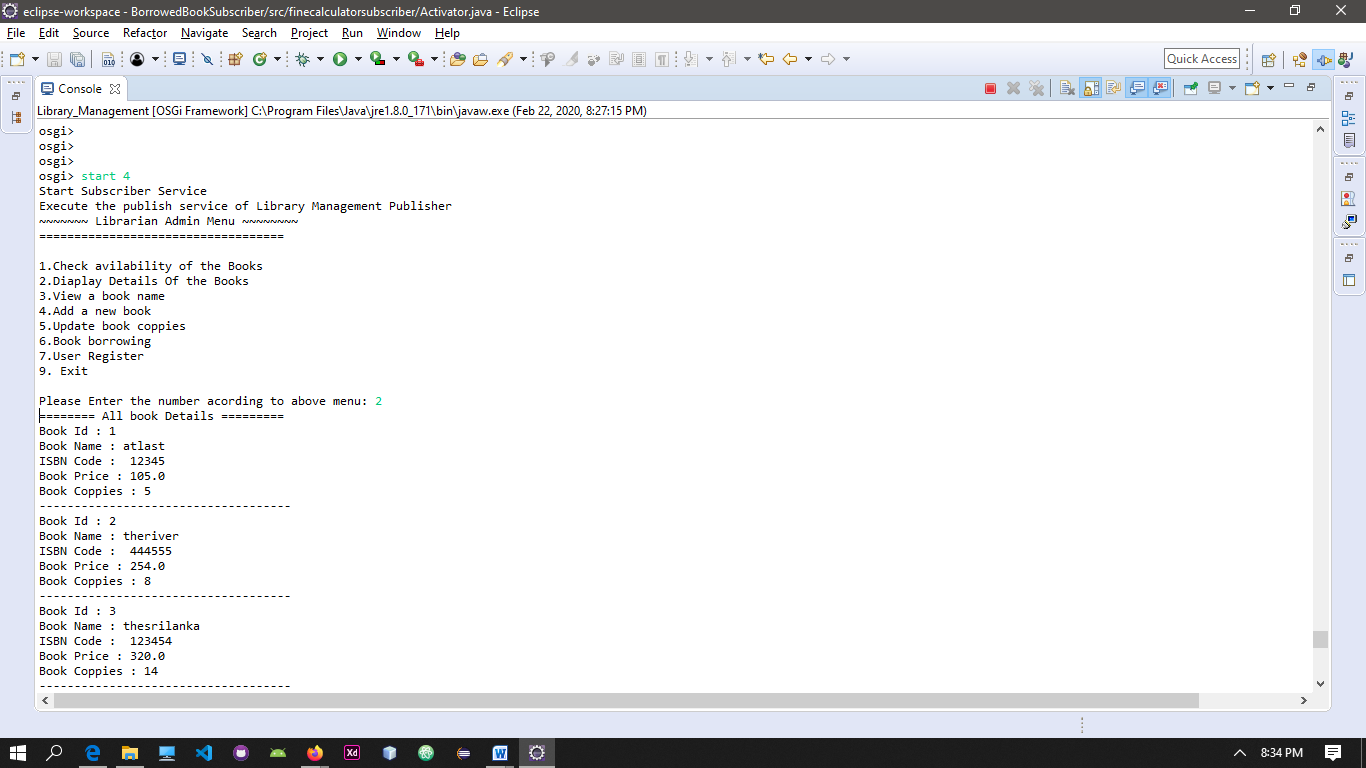 eclipse-workspace - BorrowedBookSubscriber/src/finecalculatorsubscriber/Activator.java - Eclipse
File Edit Source Refactor Navigate Search Project Run Window Help
Quick Access
Console
Library_Management [OSGi Framework] C:\Program Files\Java\jre1.8.0_171\bin\javaw.exe (Feb 22, 2020, 8:27:15 PM)
osgi>
osgi>
osgi>
osgi> start 4
Start Subscriber Service
Execute the publish service of Library Management Publisher
~~~~~~~ Librarian Admin Menu ~~~~~~~~
===================================
1.Check avilability of the Books
2.Diaplay Details Of the Books
3.View a book name
4.Add a new book
5.Update book coppies
6.Book borrowing
7.User Register
9. Exit
Please Enter the number acording to above menu: 2
======== All book Details =========
Book Id : 1
Book Name : atlast
ISBN Code :  12345
Book Price : 105.0
Book Coppies : 5
------------------------------------
Book Id : 2
Book Name : theriver
ISBN Code :  444555
Book Price : 254.0
Book Coppies : 8
------------------------------------
Book Id : 3
Book Name : thesrilanka
ISBN Code :  123454
Book Price : 320.0
Book Coppies : 14
------------------------------------
Xd
8:34 PM